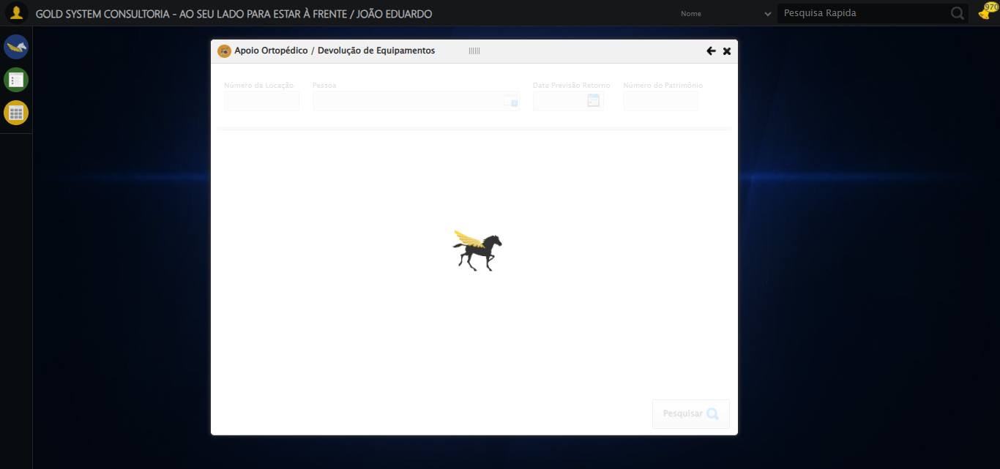 GOLD SYSTEM CONSULTORIA - AO SEU LADO PARA ESTAR À FRENTE / JOÃO EDUARDO
Nome
Pesquisa Rapida
970
Apoio Ortopédico / Devolução de Equipamentos
Número da Locação
Pessoa
Data Previsão Retorno
Número do Patrimônio
Pesquisar